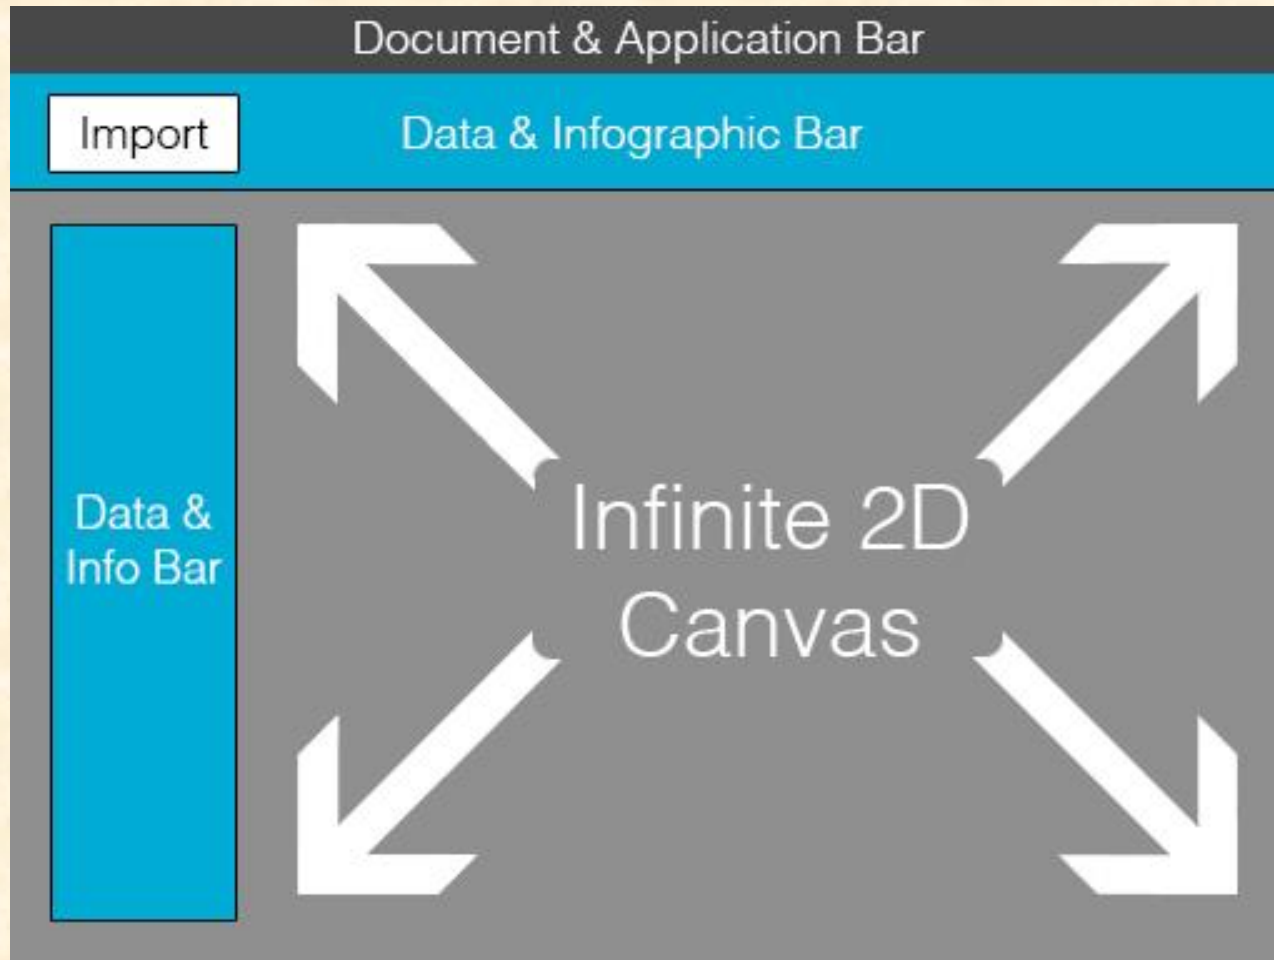 Document & Application Bar
Import
Data & Infographic Bar
Data &
Info Bar
Infinite 2D
Canvas